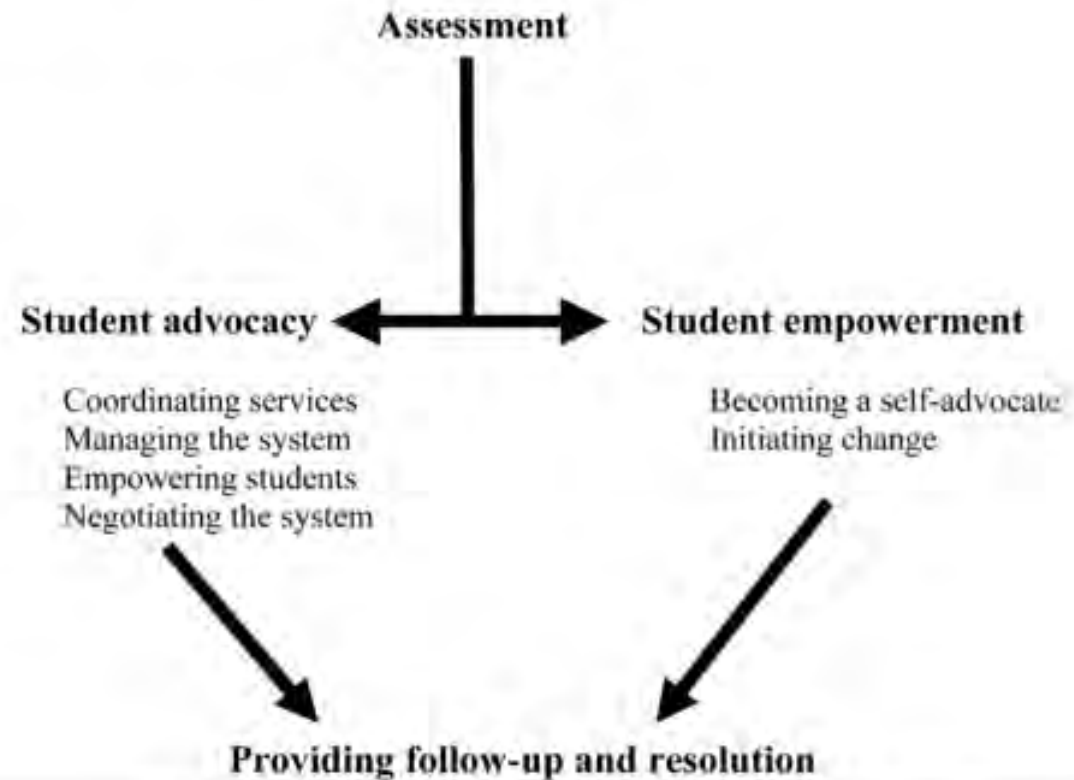 Assessment
Student advocacy
Coordinating services
Managing the system
Empowering students
Negotiating the system
Student empowerment
Becoming a self-advocate
Initiating change
Providing follow-up and resolution